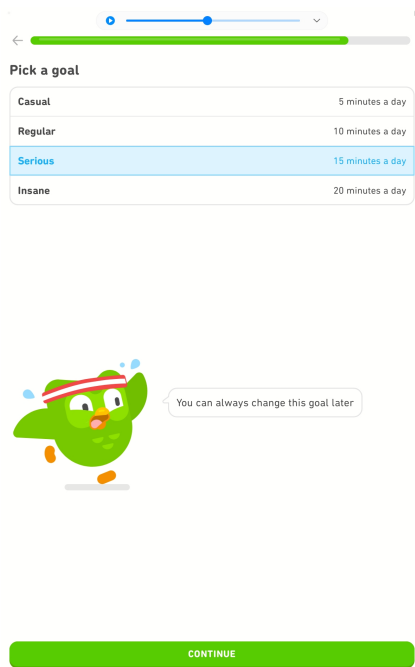 Pick a goal
Casual 5 minutes a day
Regular 10 minutes a day
Serious 15 minutes a day
Insane 20 minutes a day
You can always change this goal later
CONTINUE